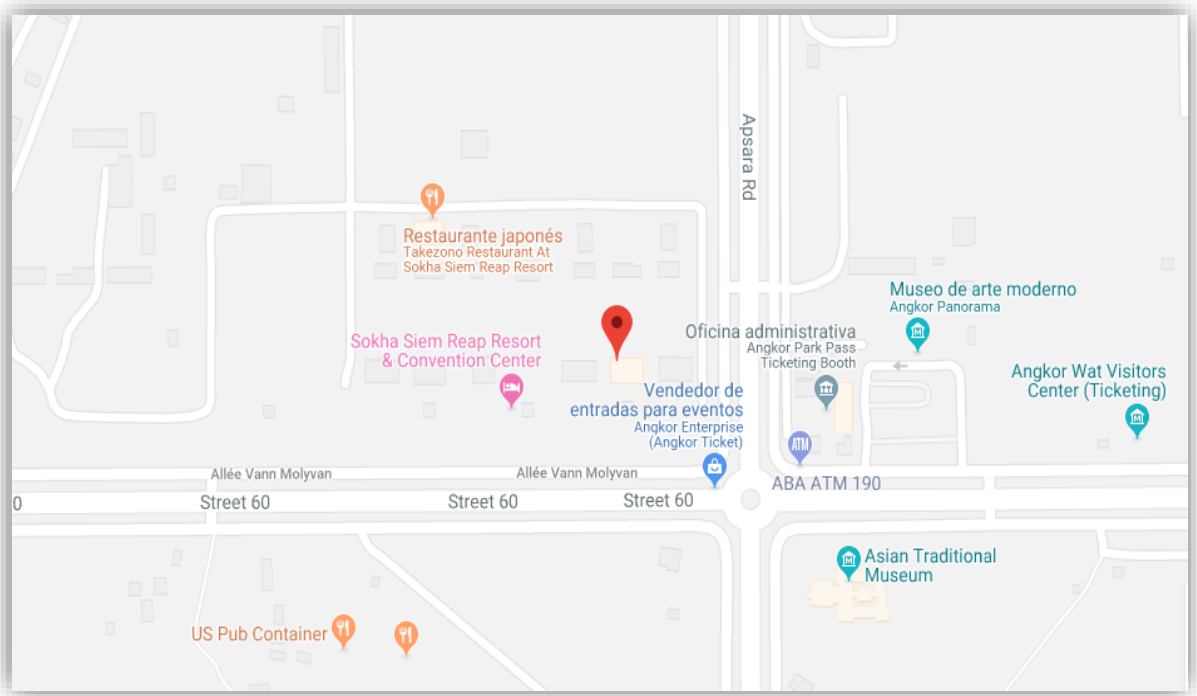 Apsara Rd
Restaurante japonés
Takezono Restaurant At
Sokha Siem Reap Resort
Museo de arte moderno
Angkor Panorama
Oficina administrativa
Angkor Park Pass
Ticketing Booth
Sokha Siem Reap Resort
& Convention Center
Angkor Wat Visitors
Center (Ticketing)
Vendedor de
entradas para eventos
Angkor Enterprise
(Angkor Ticket)
ATM
ABA ATM 190
Allée Vann Molyvan
Allée Vann Molyvan
0
Street 60
Street 60
Street 60
Asian Traditional
Museum
US Pub Container